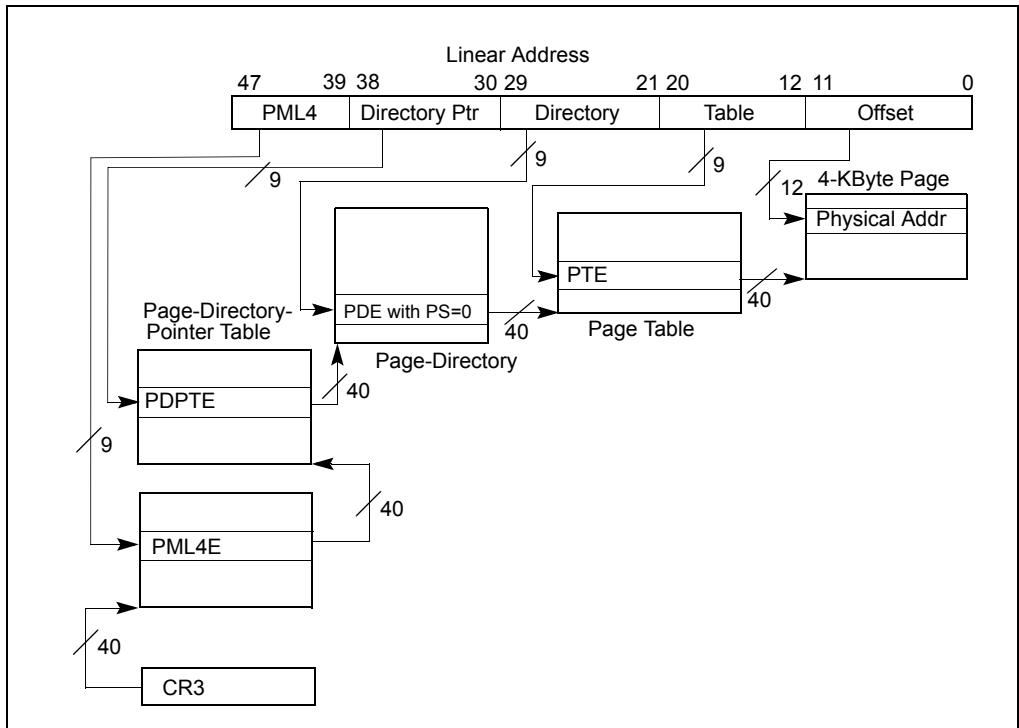 Linear Address
47 39 38 30 29 21 20 12 11 0
PML4 Directory Ptr Directory Table Offset
9 9 9 12 4-KByte Page
Physical Addr
PTE
40
PDE with PS=0
40
Page Table
Page-Directory-
Pointer Table
Page-Directory
40
PDPTE
9
40
PML4E
40
CR3